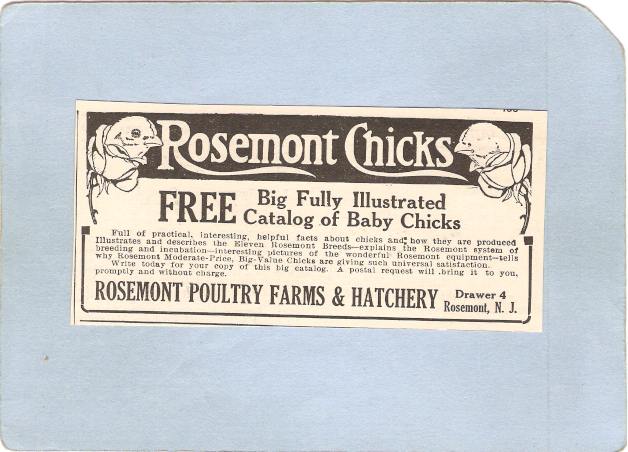 Rosemont Chicks
FREE Big Fully Illustrated
Catalog of Baby Chicks
Full of practical, interesting, helpful facts about chicks and how they are produced
Illustrates and describes the Eleven Rosemont Breeds—explains the Rosemont system of
breeding and incubation—interesting pictures of the wonderful Rosemont equipment—tells
why Rosemont Moderate-Price, Big-Value Chicks are giving such universal satisfaction.
Write today for your copy of this big catalog. A postal request will bring it to you,
promptly and without charge.
ROSEMONT POULTRY FARMS & HATCHERY Drawer 4
Rosemont, N. J.